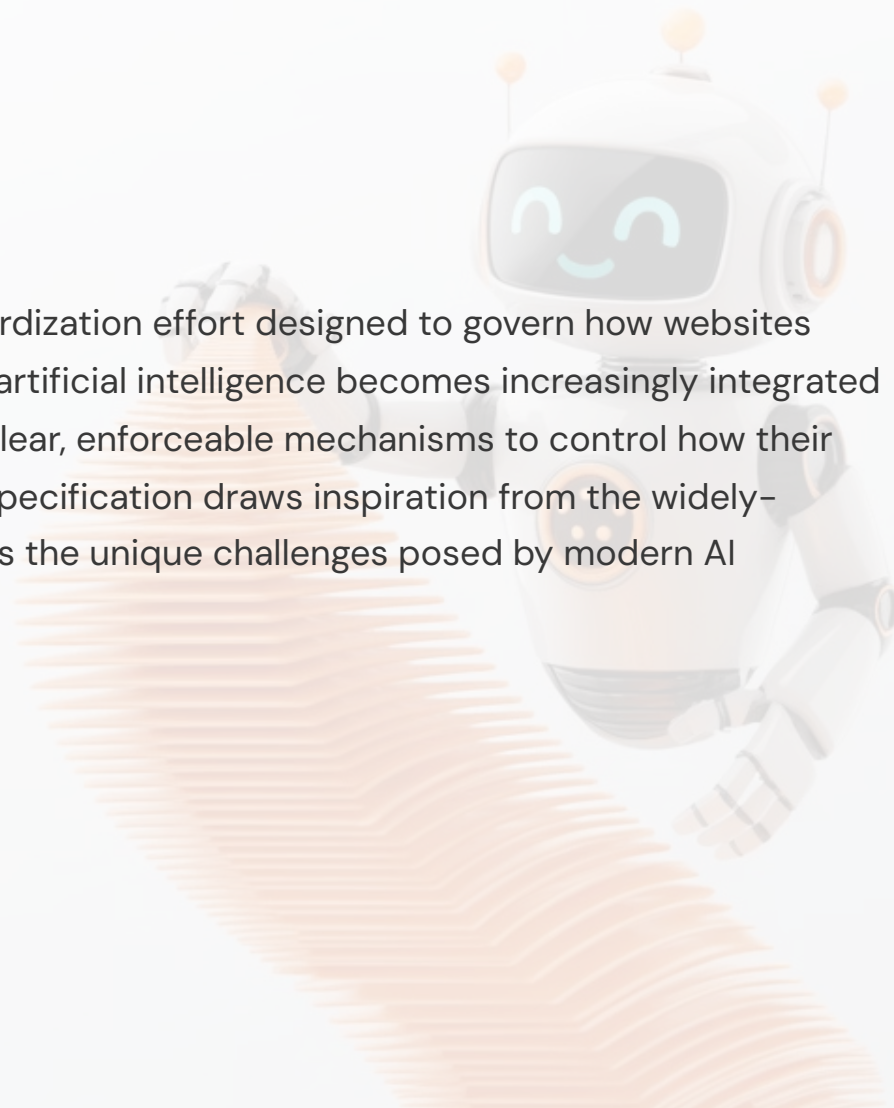 rdization effort designed to govern how websites
artificial intelligence becomes increasingly integrated
lear, enforceable mechanisms to control how their
pecification draws inspiration from the widely-
s the unique challenges posed by modern AI